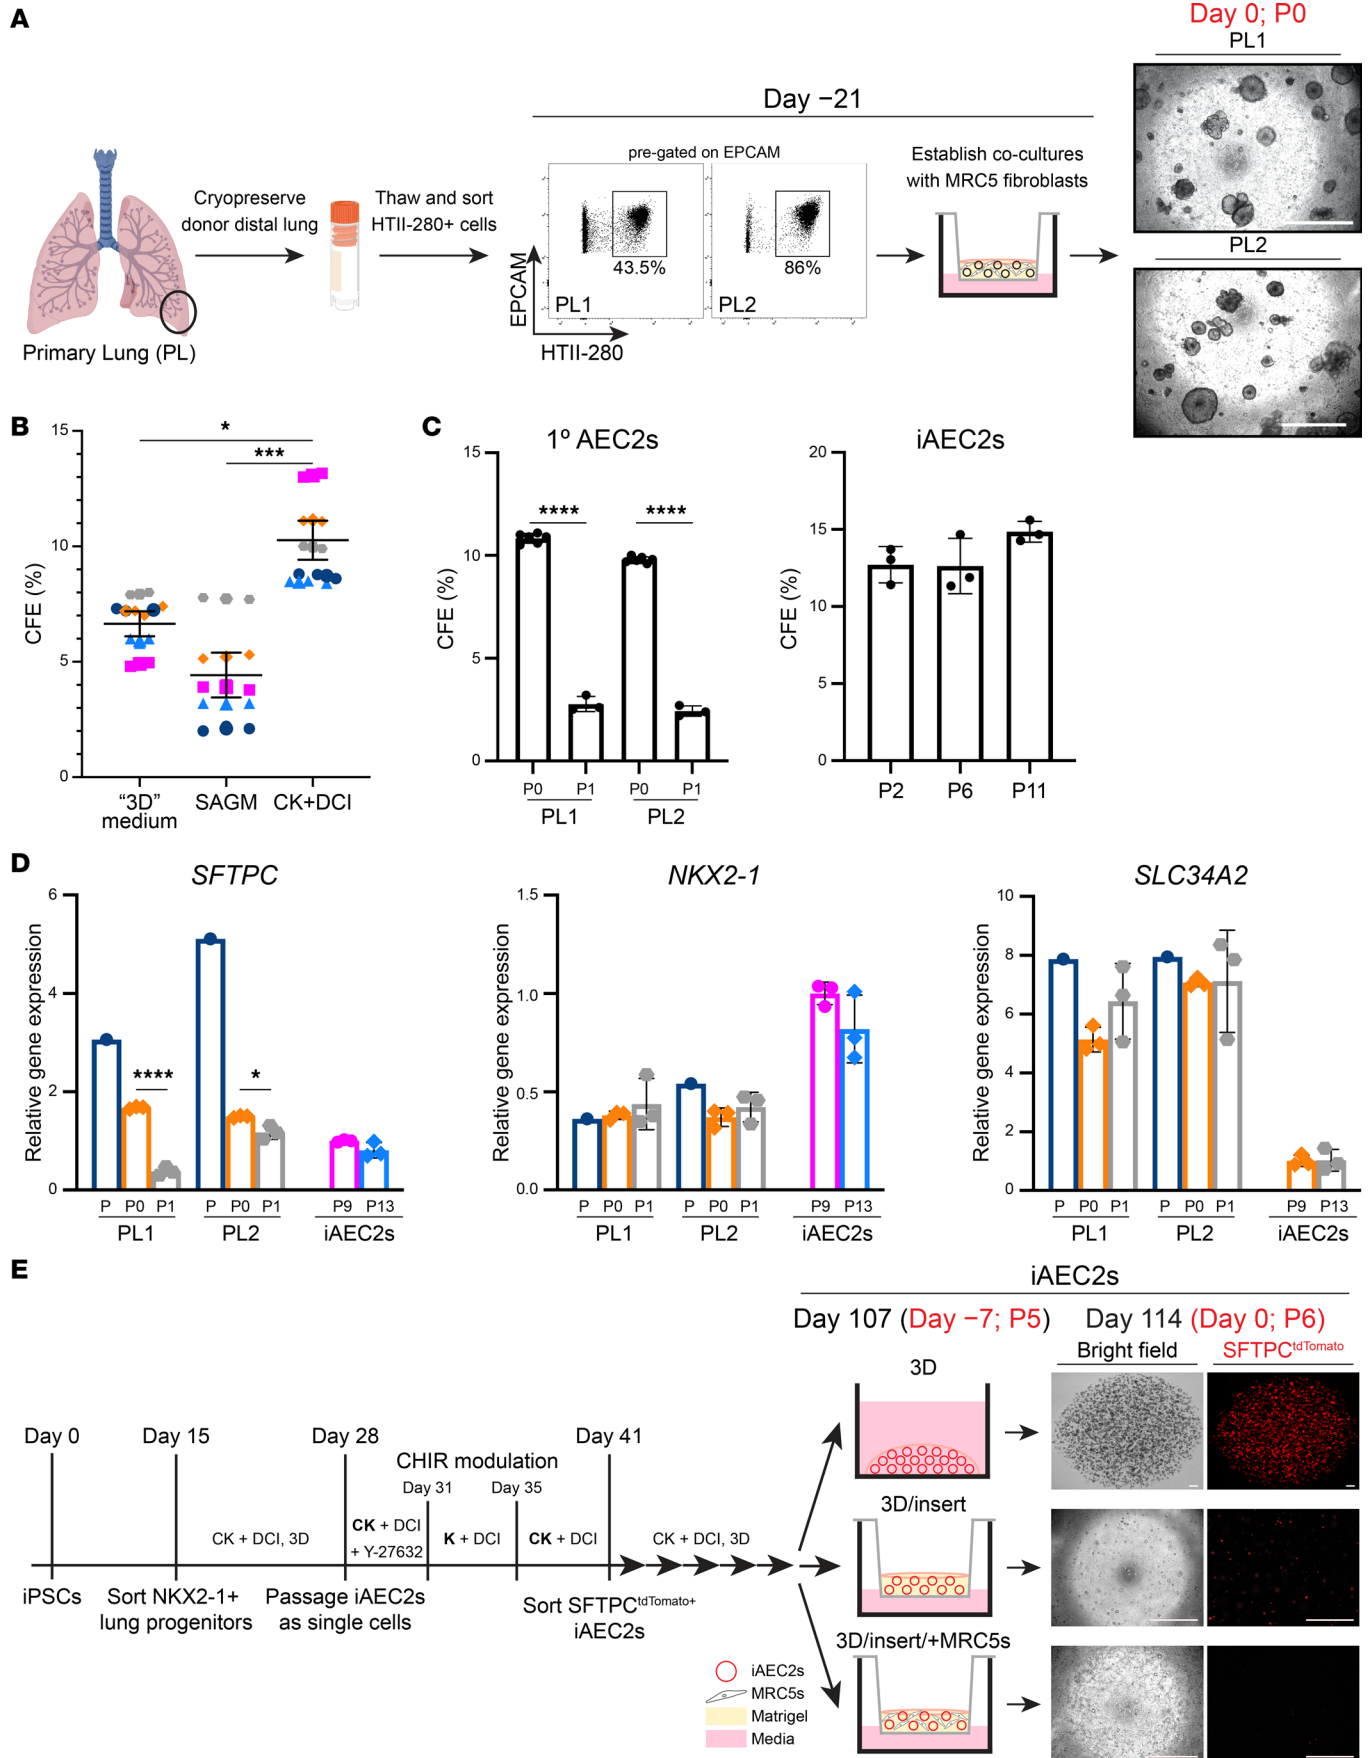 A
Day 0; P0
PL1
Day −21
pre-gated on EPCAM
Establish co-cultures
with MRC5 fibroblasts
Cryopreserve
donor distal lung
Thaw and sort
HTII-280+ cells
43.5%
86%
PL1
PL2
EPCAM
HTII-280
Primary Lung (PL)
PL2
B
15
10
5
0
CFE (%)
*
***
“3D”
medium
SAGM
CK+DCI
C
1º AEC2s
15
10
5
0
CFE (%)
****
****
P0
P1
P0
P1
PL1
PL2
iAEC2s
20
15
10
5
0
CFE (%)
P2
P6
P11
D
SFTPC
6
4
2
0
Relative gene expression
****
*
P
P0
P1
P
P0
P1
P9
P13
PL1
PL2
iAEC2s
NKX2-1
1.5
1.0
0.5
0.0
Relative gene expression
P
P0
P1
P
P0
P1
P9
P13
PL1
PL2
iAEC2s
SLC34A2
10
8
6
4
2
0
Relative gene expression
P
P0
P1
P
P0
P1
P9
P13
PL1
PL2
iAEC2s
E
iAEC2s
Day 107 (Day −7; P5)
Day 114 (Day 0; P6)
Bright field
SFTPCtdTomato
3D
3D/insert
3D/insert/+MRC5s
Day 0
Day 15
Day 28
Day 41
CHIR modulation
Day 31
Day 35
CK + DCI, 3D
CK + DCI
+ Y-27632
K + DCI
CK + DCI
CK + DCI, 3D
iPSCs
Sort NKX2-1+
lung progenitors
Passage iAEC2s
as single cells
Sort SFTPCtdTomato+
iAEC2s
iAEC2s
MRC5s
Matrigel
Media